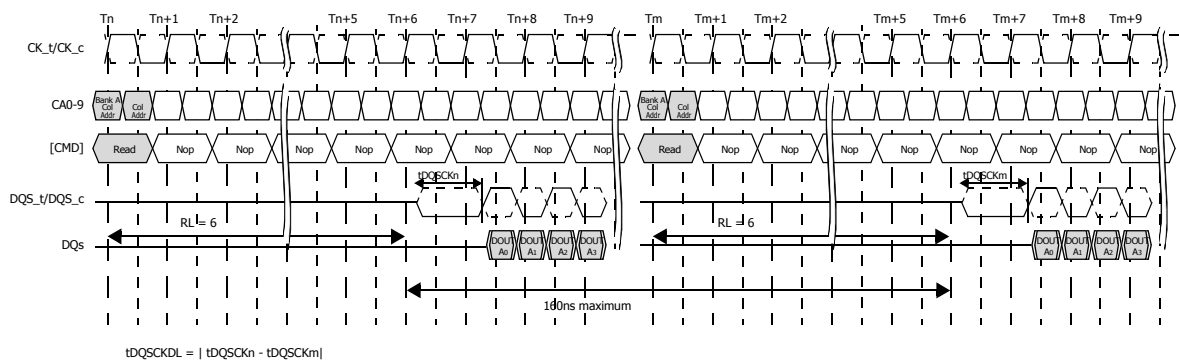 Tn Tn+1 Tn+2 Tn+5 Tn+6 Tn+7 Tn+8 Tn+9 Tm Tm+1 Tm+2 Tm+5 Tm+6 Tm+7 Tm+8 Tm+9
CK_t/CK_c
CA0-9
Bank A Col Addr
Col Addr
Bank A Col Addr
Col Addr
[CMD] Read Nop Nop Nop Nop Nop Nop Nop Nop Read Nop Nop Nop Nop Nop Nop Nop Nop
tDQSCKn
tDQSCKm
DQS_t/DQS_c
RL = 6
RL = 6
DQs
DOUT A0
DOUT A1
DOUT A2
DOUT A3
DOUT A0
DOUT A1
DOUT A2
DOUT A3
160ns maximum
tDQSCKDL = | tDQSCKn - tDQSCKm|